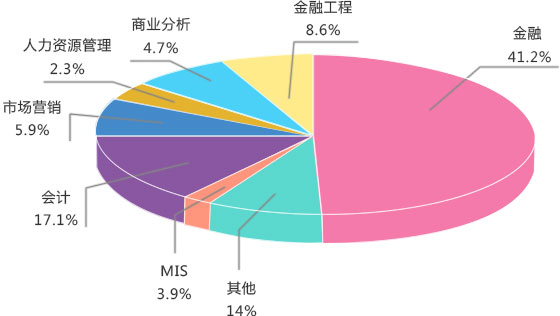 商业分析
4.7%
金融工程
8.6%
金融
41.2%
人力资源管理
2.3%
市场营销
5.9%
会计
17.1%
MIS
3.9%
其他
14%